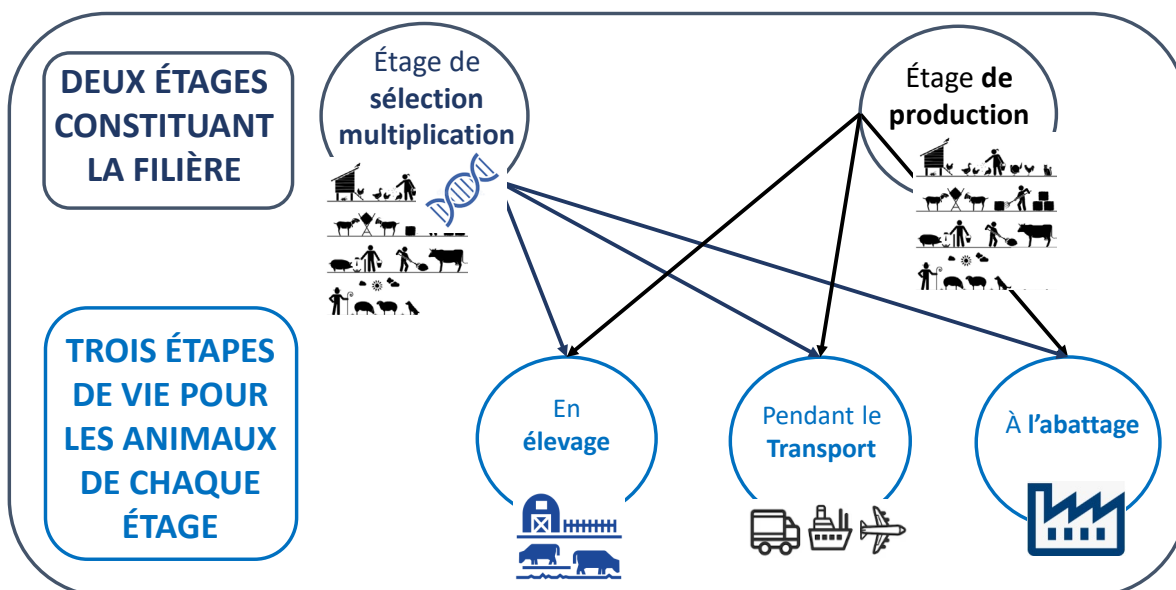 DEUX ÉTAGES
CONSTITUANT
LA FILIÈRE
Étage de
sélection
multiplication
Étage de
production
TROIS ÉTAPES
DE VIE POUR
LES ANIMAUX
DE CHAQUE
ÉTAGE
En
élevage
Pendant le
Transport
À l’abattage